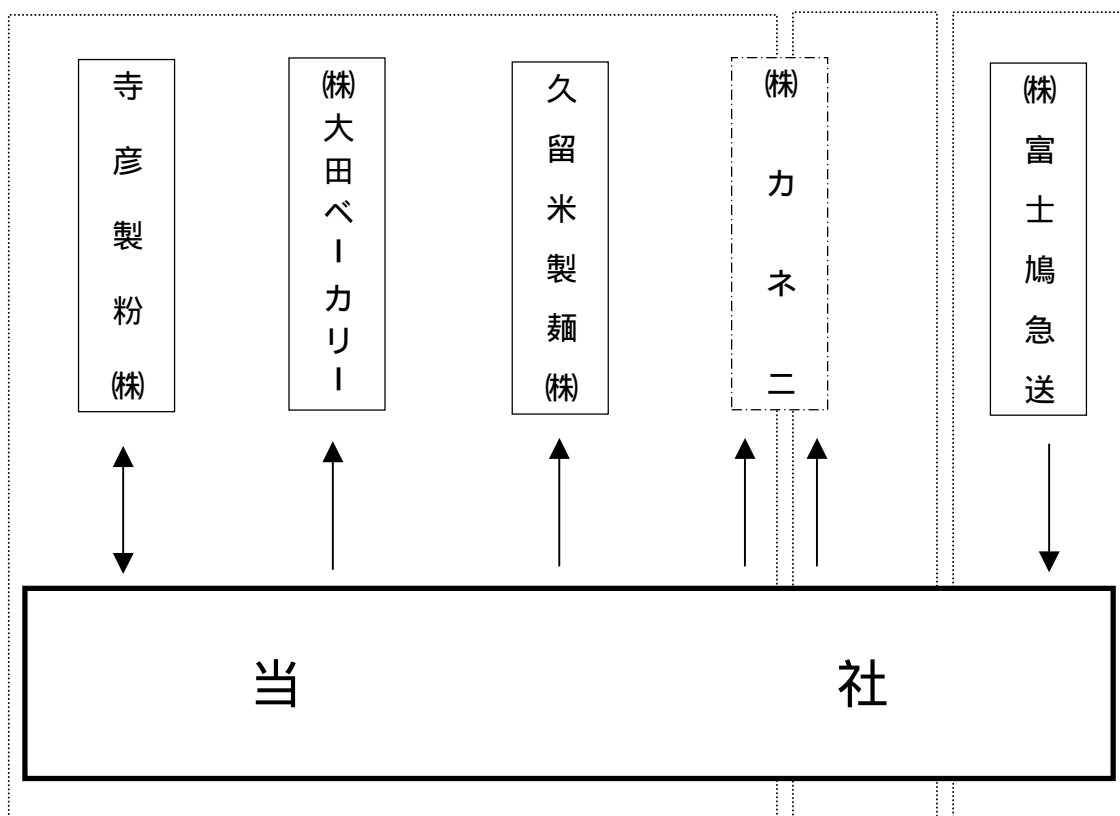 寺彦製粉㈱
㈱大田ベーカリー
久留米製麺㈱
㈱カネニ
㈱富士鳩急送
当社